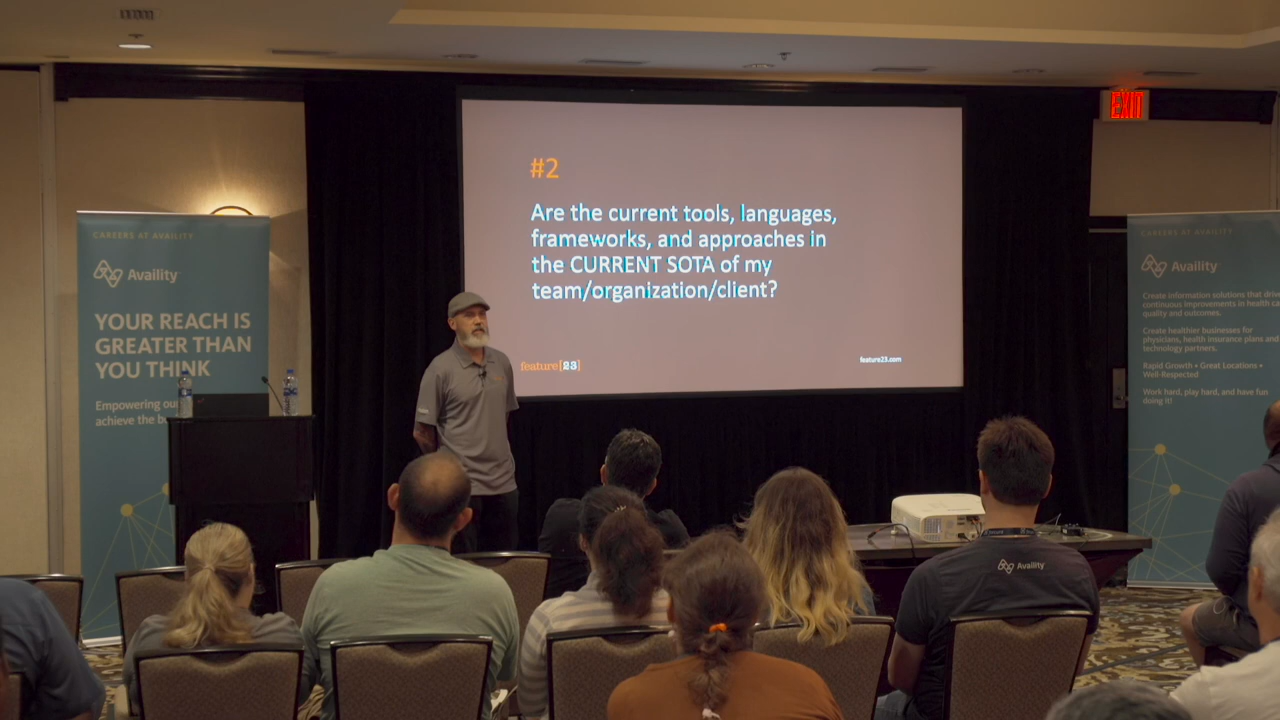 EXIT
#2
Are the current tools, languages,
frameworks, and approaches in
the CURRENT SOTA of my
team/organization/client?
feature[23]
feature23.com
CAREERS AT AVAILITY
Availity
YOUR REACH IS
GREATER THAN
YOU THINK
Empowering our
achieve the
CAREERS AT AVAILITY
Availity
Create information solutions that
continuous improvements in health
quality and outcomes.
Create healthier businesses for
physicians, health insurance plans and
technology partners.
Rapid Growth • Great Locations •
Well-Respected
Work hard, play hard, and have fun
doing it!
Availity